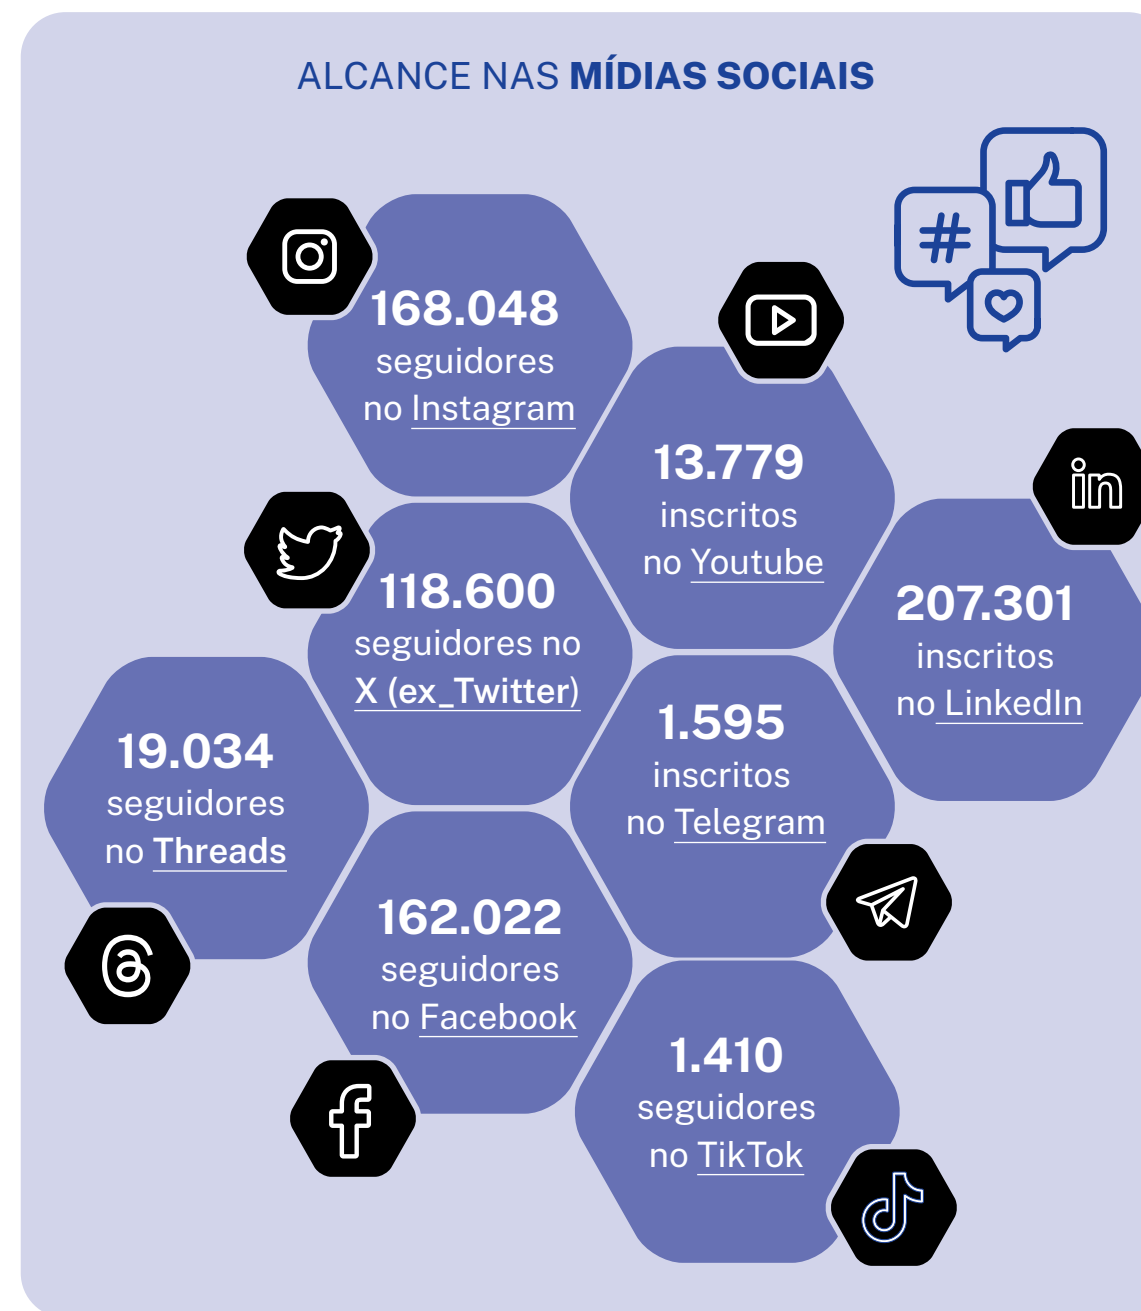 ALCANCE NAS MÍDIAS SOCIAIS
#
168.048
seguidores
no Instagram
13.779
inscritos
no Youtube
in
207.301
inscritos
no LinkedIn
118.600
seguidores no
X (ex_Twitter)
1.595
inscritos
no Telegram
19.034
seguidores
no Threads
162.022
seguidores
no Facebook
1.410
seguidores
no TikTok